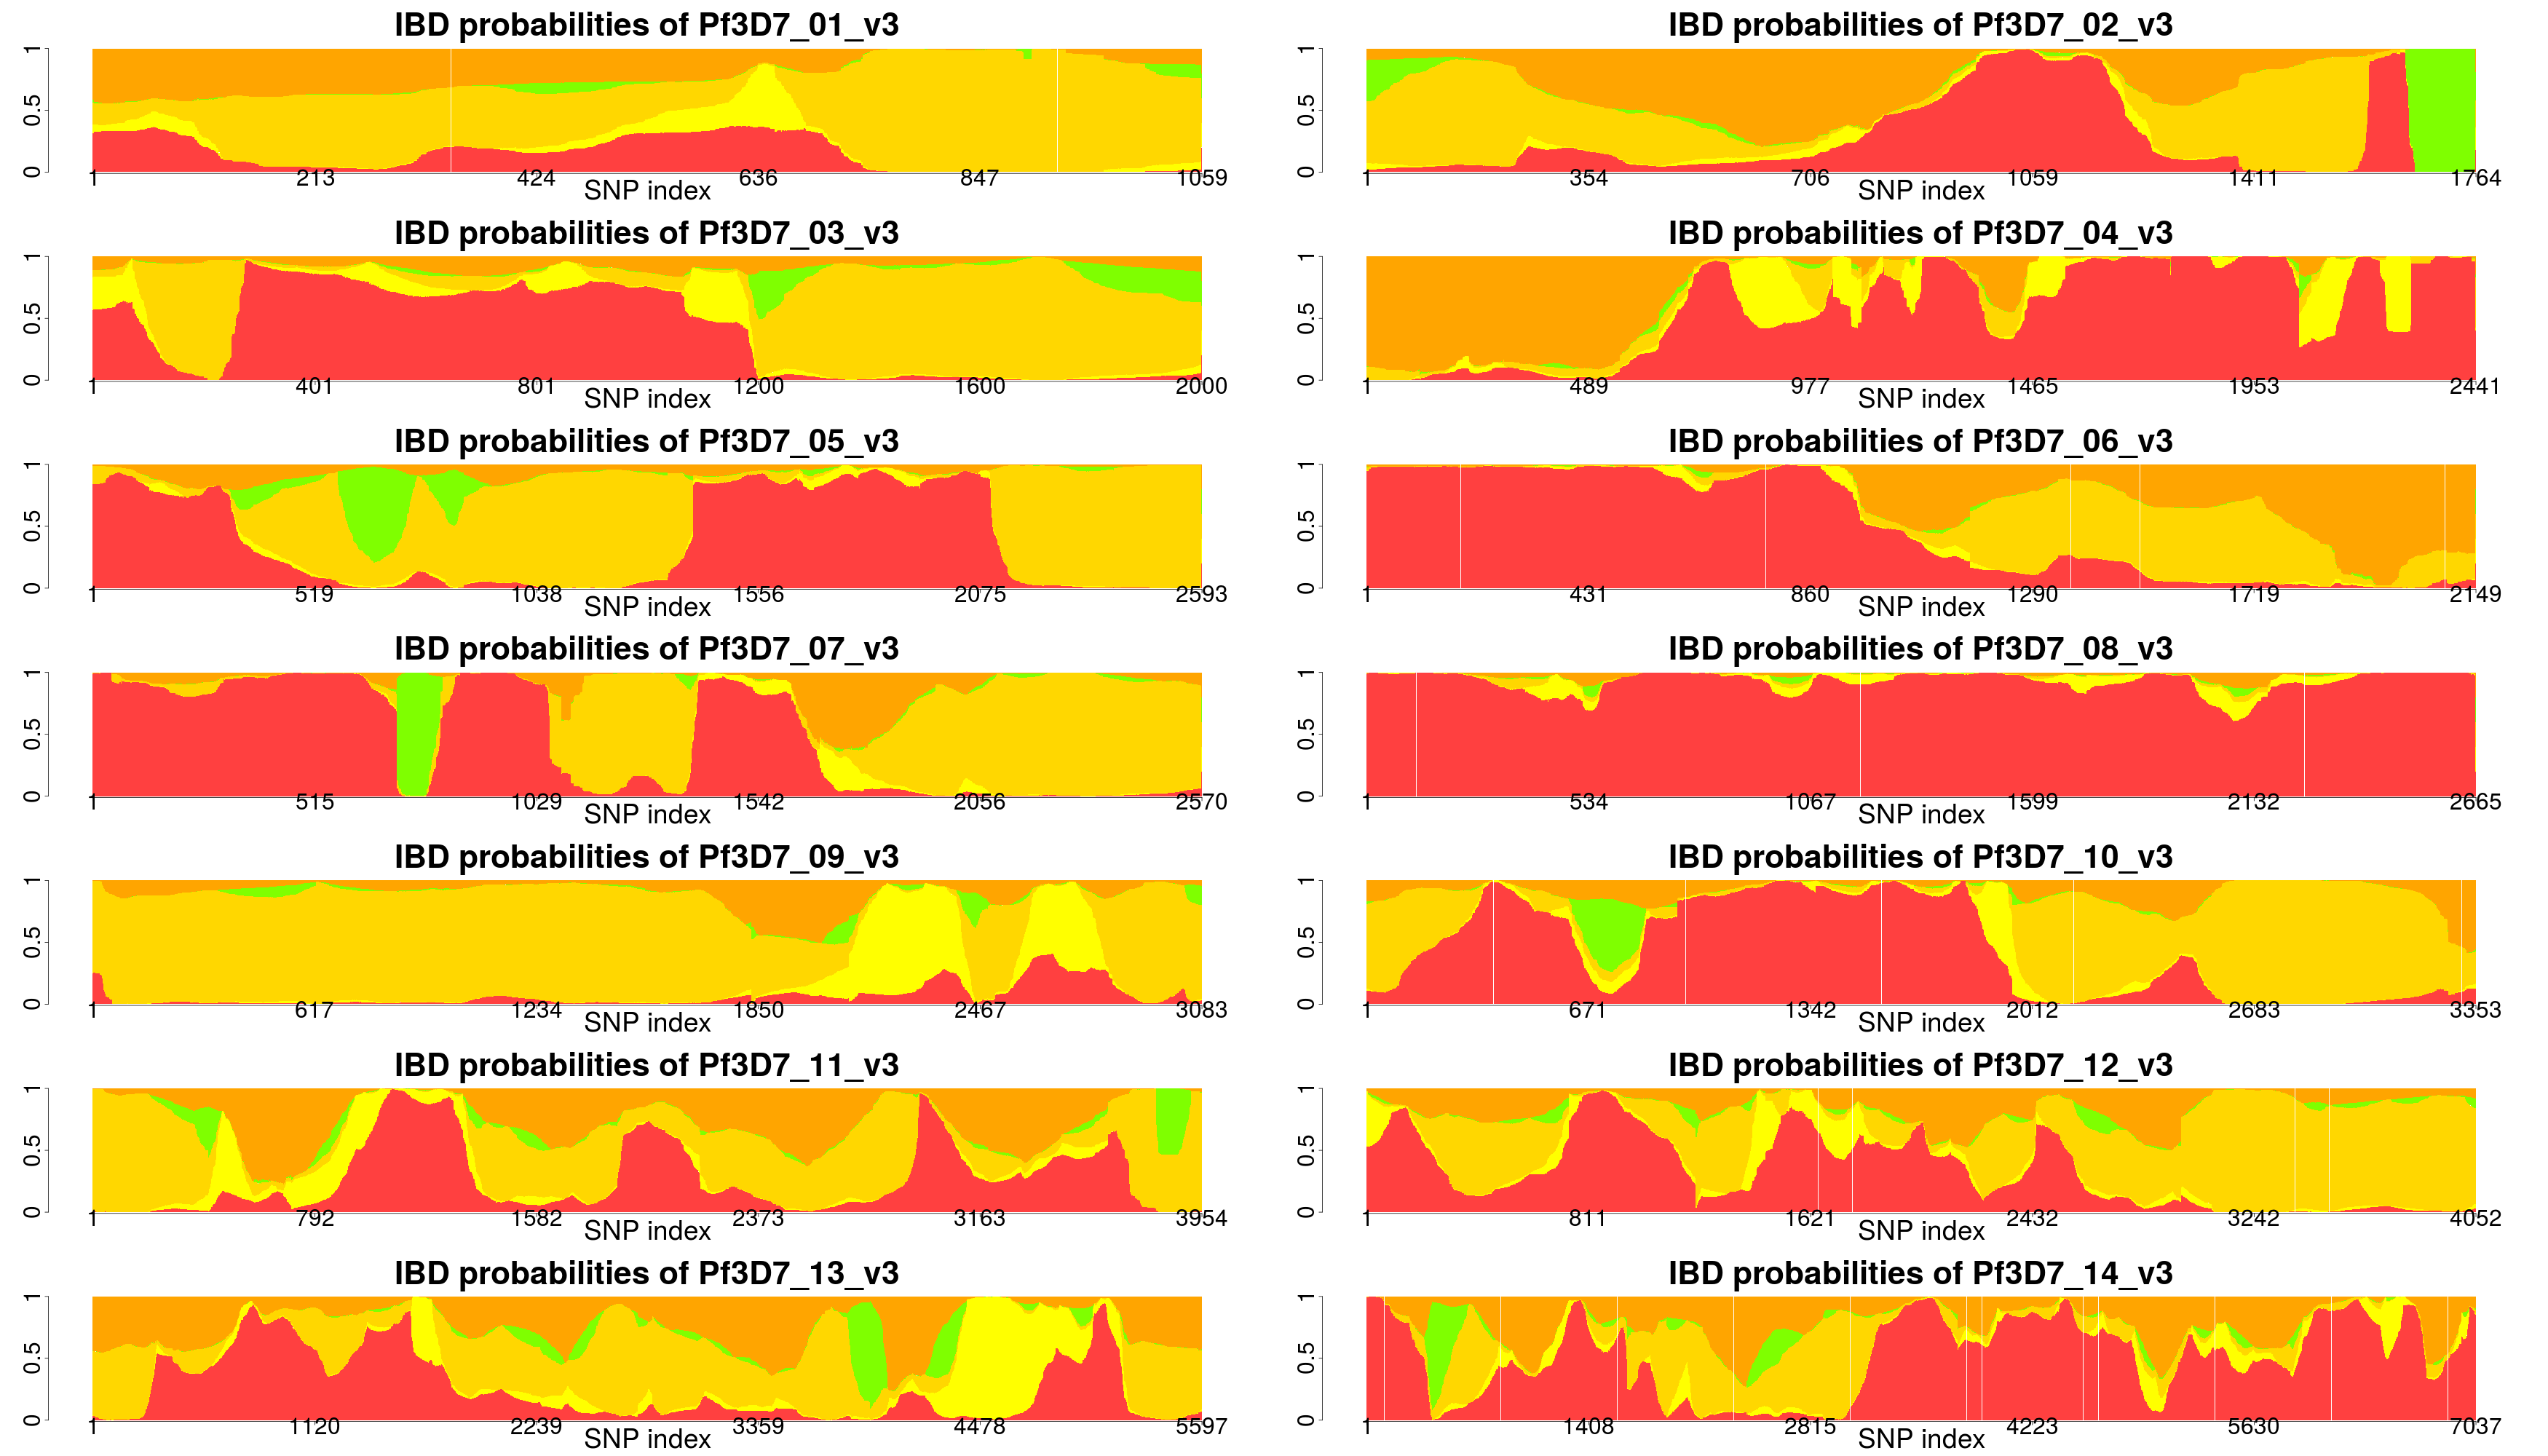 IBD probabilities of Pf3D7_01_v3
0 0.5 1
1 213 424 636 847 1059
SNP index
IBD probabilities of Pf3D7_02_v3
0 0.5 1
1 354 706 1059 1411 1764
SNP index
IBD probabilities of Pf3D7_03_v3
0 0.5 1
1 401 801 1200 1600 2000
SNP index
IBD probabilities of Pf3D7_04_v3
0 0.5 1
1 489 977 1465 1953 2441
SNP index
IBD probabilities of Pf3D7_05_v3
0 0.5 1
1 519 1038 1556 2075 2593
SNP index
IBD probabilities of Pf3D7_06_v3
0 0.5 1
1 431 860 1290 1719 2149
SNP index
IBD probabilities of Pf3D7_07_v3
0 0.5 1
1 515 1029 1542 2056 2570
SNP index
IBD probabilities of Pf3D7_08_v3
0 0.5 1
1 534 1067 1599 2132 2665
SNP index
IBD probabilities of Pf3D7_09_v3
0 0.5 1
1 617 1234 1850 2467 3083
SNP index
IBD probabilities of Pf3D7_10_v3
0 0.5 1
1 671 1342 2012 2683 3353
SNP index
IBD probabilities of Pf3D7_11_v3
0 0.5 1
1 792 1582 2373 3163 3954
SNP index
IBD probabilities of Pf3D7_12_v3
0 0.5 1
1 811 1621 2432 3242 4052
SNP index
IBD probabilities of Pf3D7_13_v3
0 0.5 1
1 1120 2239 3359 4478 5597
SNP index
IBD probabilities of Pf3D7_14_v3
0 0.5 1
1 1408 2815 4223 5630 7037
SNP index